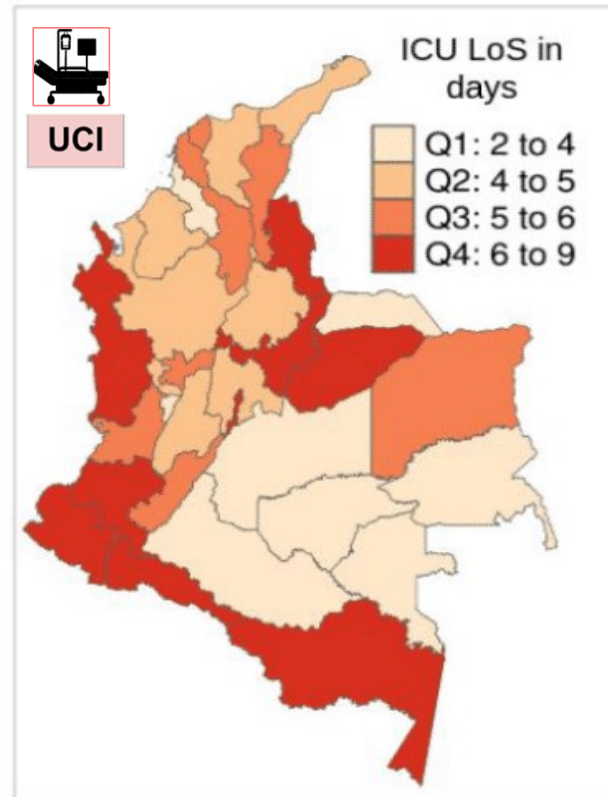 UCI
ICU LoS in
days
Q1: 2 to 4
Q2: 4 to 5
Q3: 5 to 6
Q4: 6 to 9